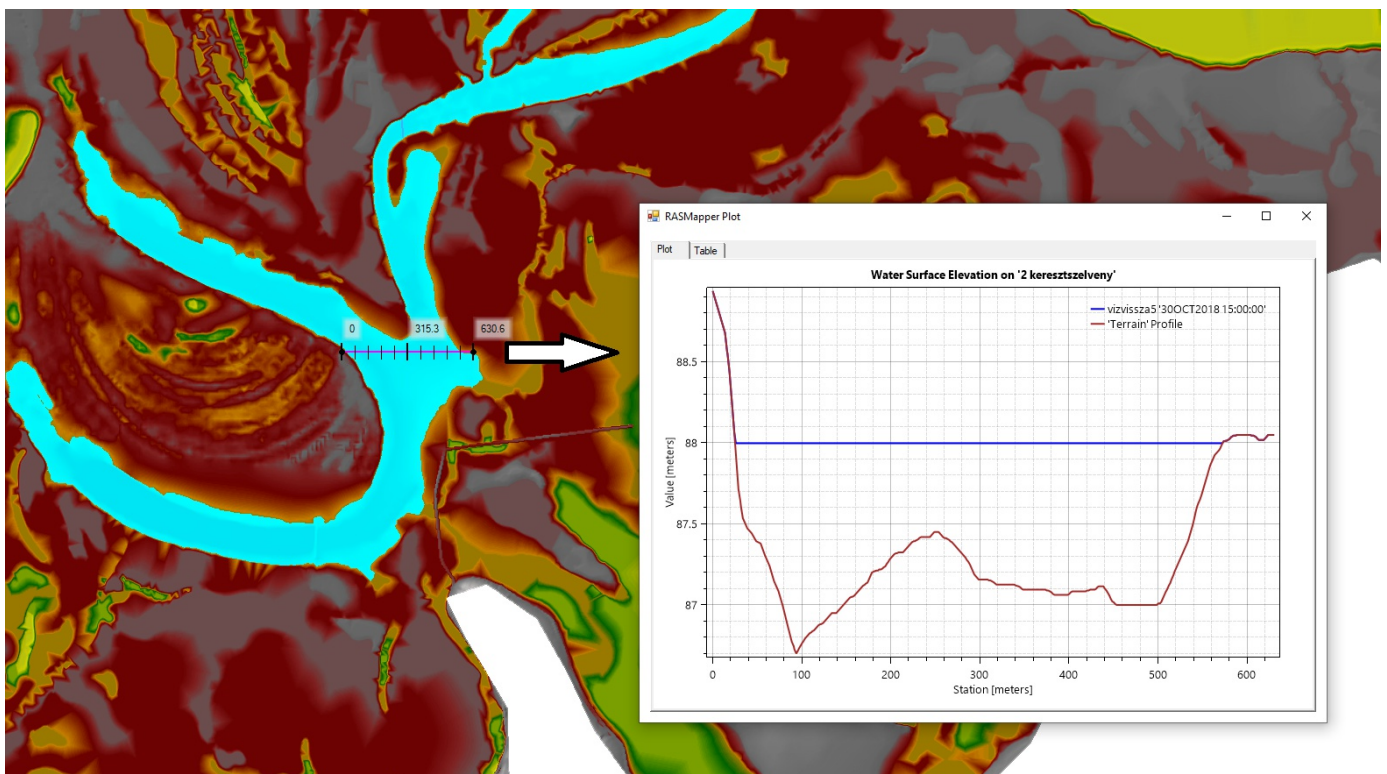 0 315.3 630.6
RASMapper Plot
Plot Table
Water Surface Elevation on '2 keresztszelveny'
vizvissza5 '30OCT2018 15:00:00'
'Terrain' Profile
88.5
88
87.5
87
Value [meters]
0 100 200 300 400 500 600
Station [meters]